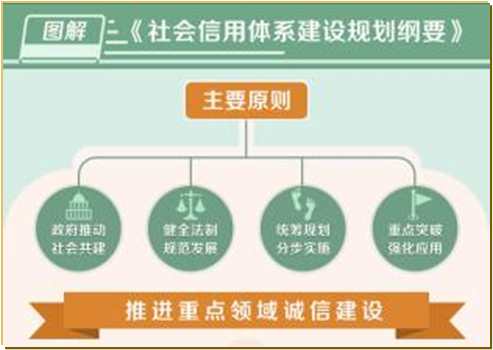 图解 《社会信用体系建设规划纲要》
主要原则
政府推动
社会共建
健全法制
规范发展
统筹规划
分步实施
重点突破
强化应用
推进重点领域诚信建设